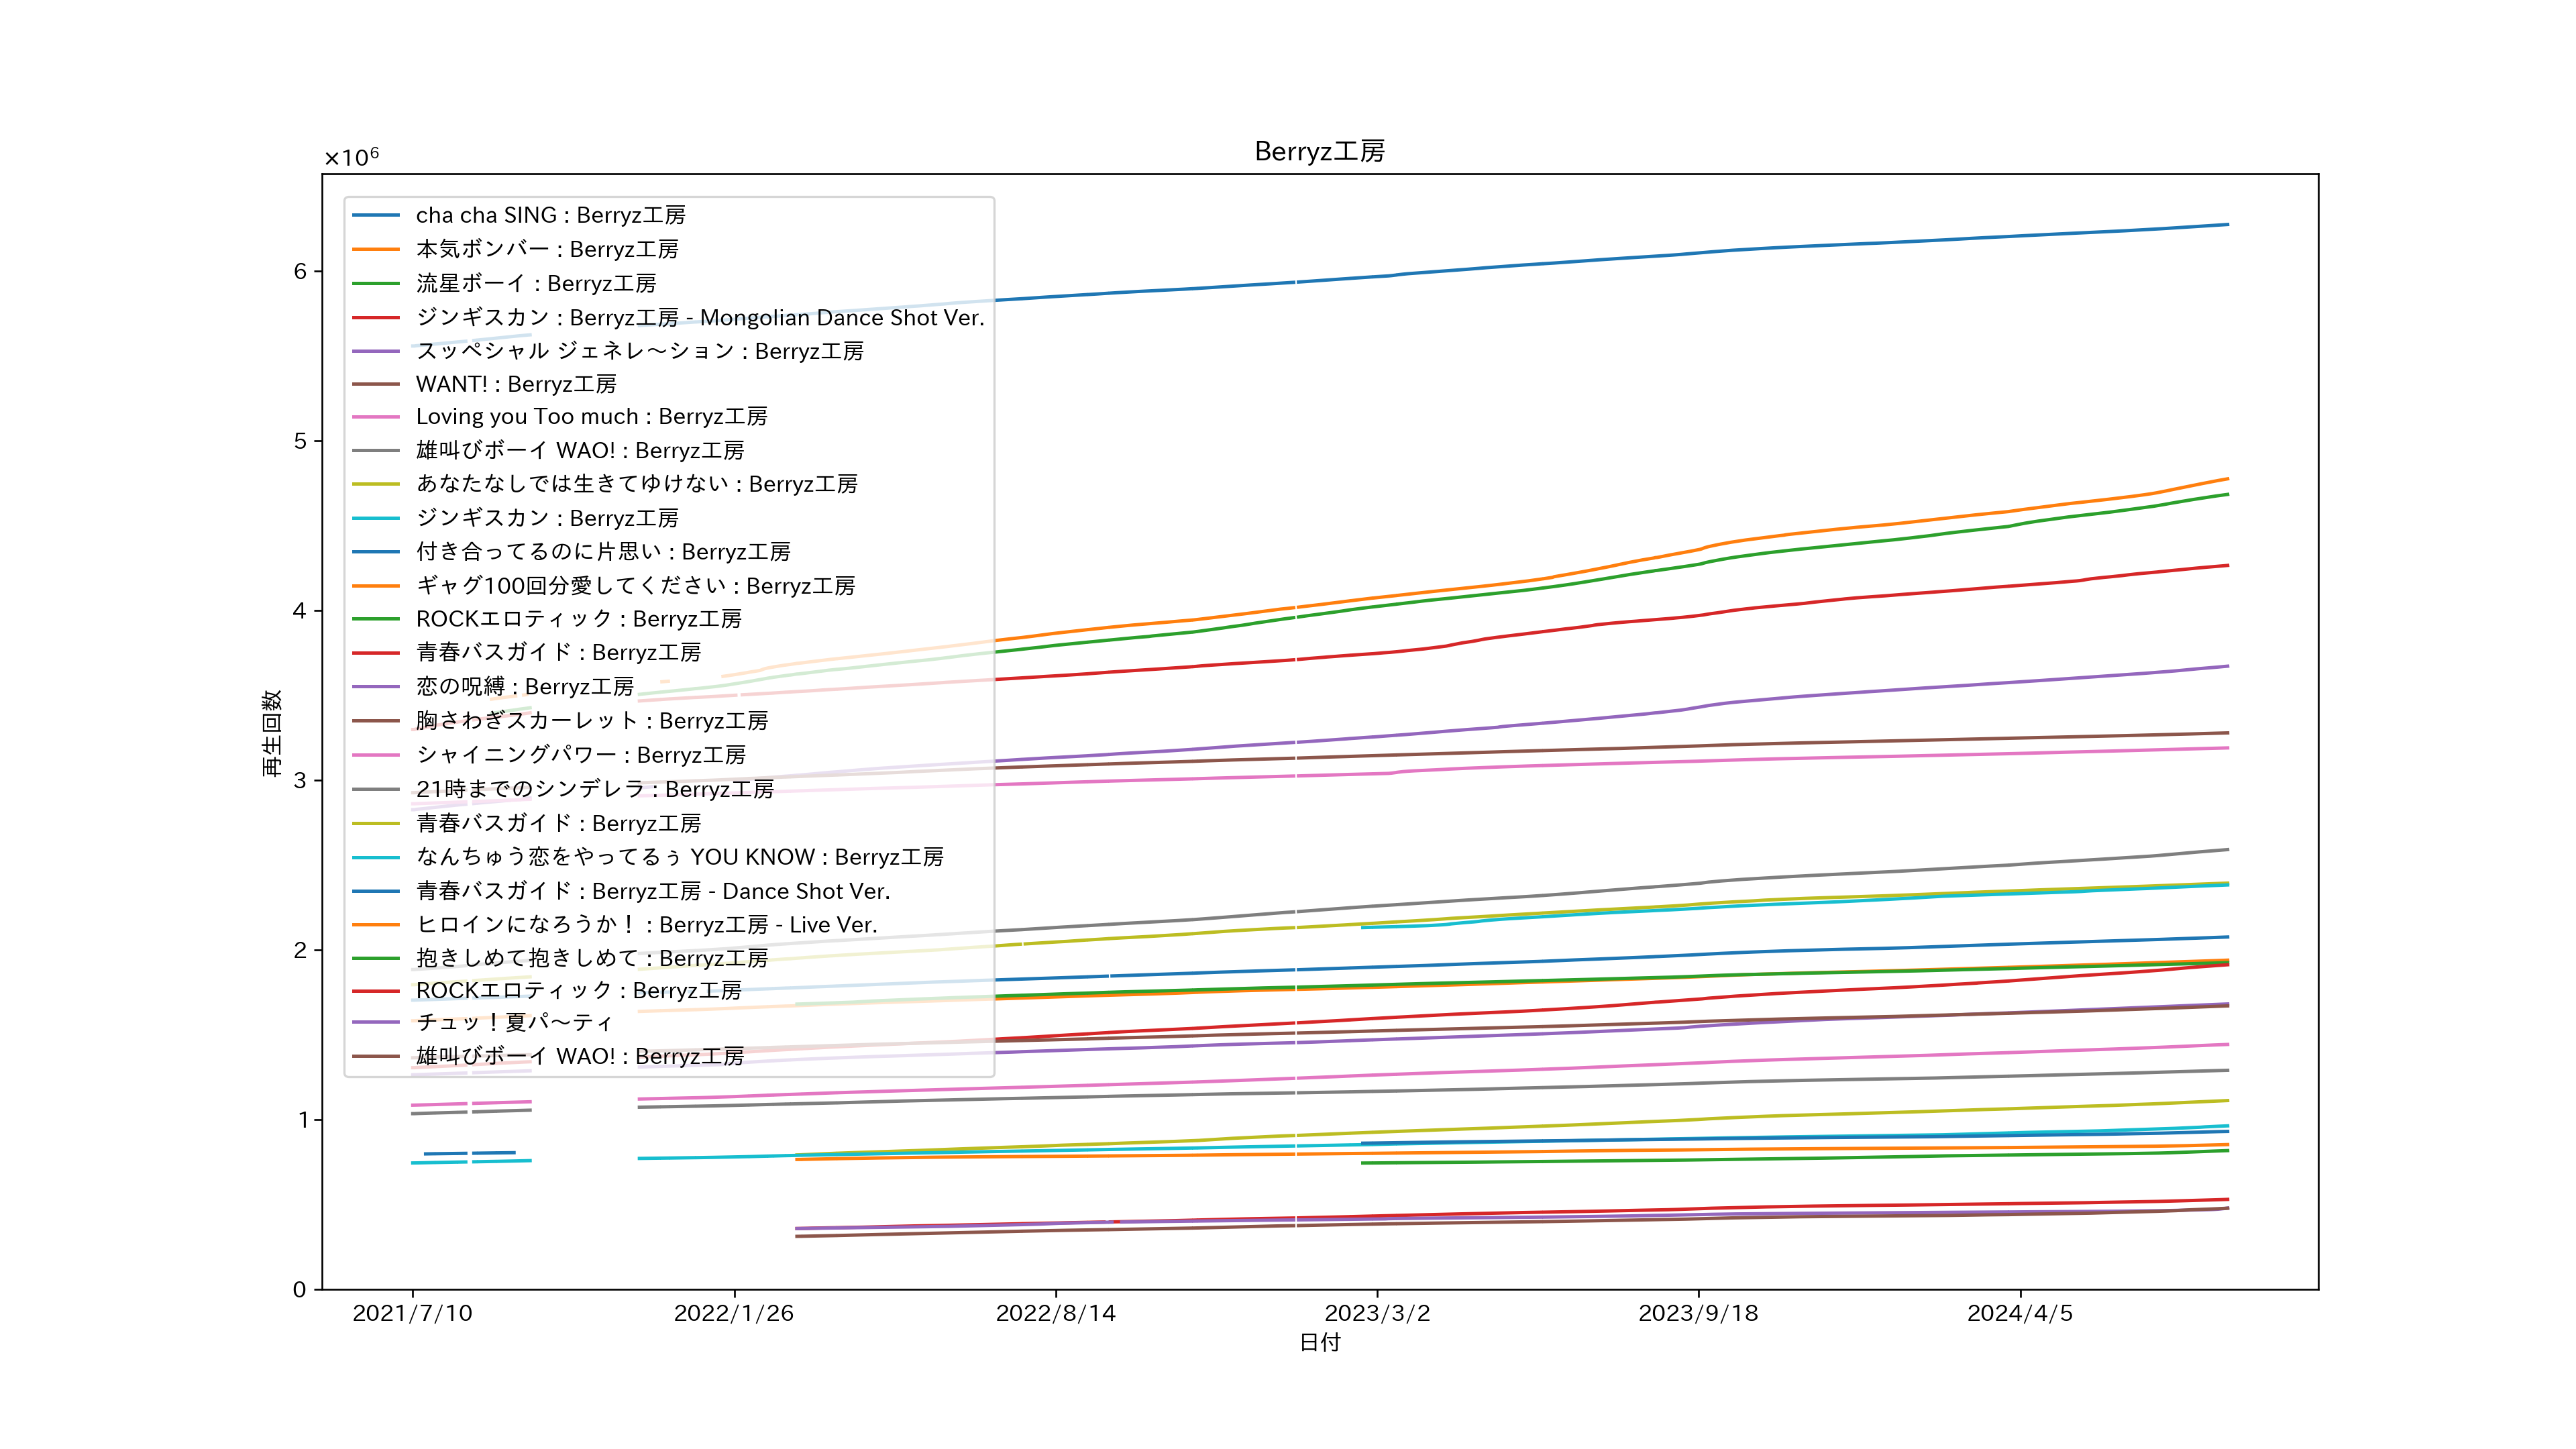 Berryz工房
×10⁶
cha cha SING : Berryz工房
本気ボンバー : Berryz工房
流星ボーイ : Berryz工房
ジンギスカン : Berryz工房 - Mongolian Dance Shot Ver.
スッペシャル ジェネレ〜ション : Berryz工房
WANT! : Berryz工房
Loving you Too much : Berryz工房
雄叫びボーイ WAO! : Berryz工房
あなたなしでは生きてゆけない : Berryz工房
ジンギスカン : Berryz工房
付き合ってるのに片思い : Berryz工房
ギャグ100回分愛してください : Berryz工房
ROCKエロティック : Berryz工房
青春バスガイド : Berryz工房
恋の呪縛 : Berryz工房
胸さわぎスカーレット : Berryz工房
シャイニングパワー : Berryz工房
21時までのシンデレラ : Berryz工房
青春バスガイド : Berryz工房
なんちゅう恋をやってるぅ YOU KNOW : Berryz工房
青春バスガイド : Berryz工房 - Dance Shot Ver.
ヒロインになろうか！ : Berryz工房 - Live Ver.
抱きしめて抱きしめて : Berryz工房
ROCKエロティック : Berryz工房
チュッ！夏パ〜ティ
雄叫びボーイ WAO! : Berryz工房
6
5
4
3
2
1
0
再生回数
2021/7/10
2022/1/26
2022/8/14
2023/3/2
2023/9/18
2024/4/5
日付